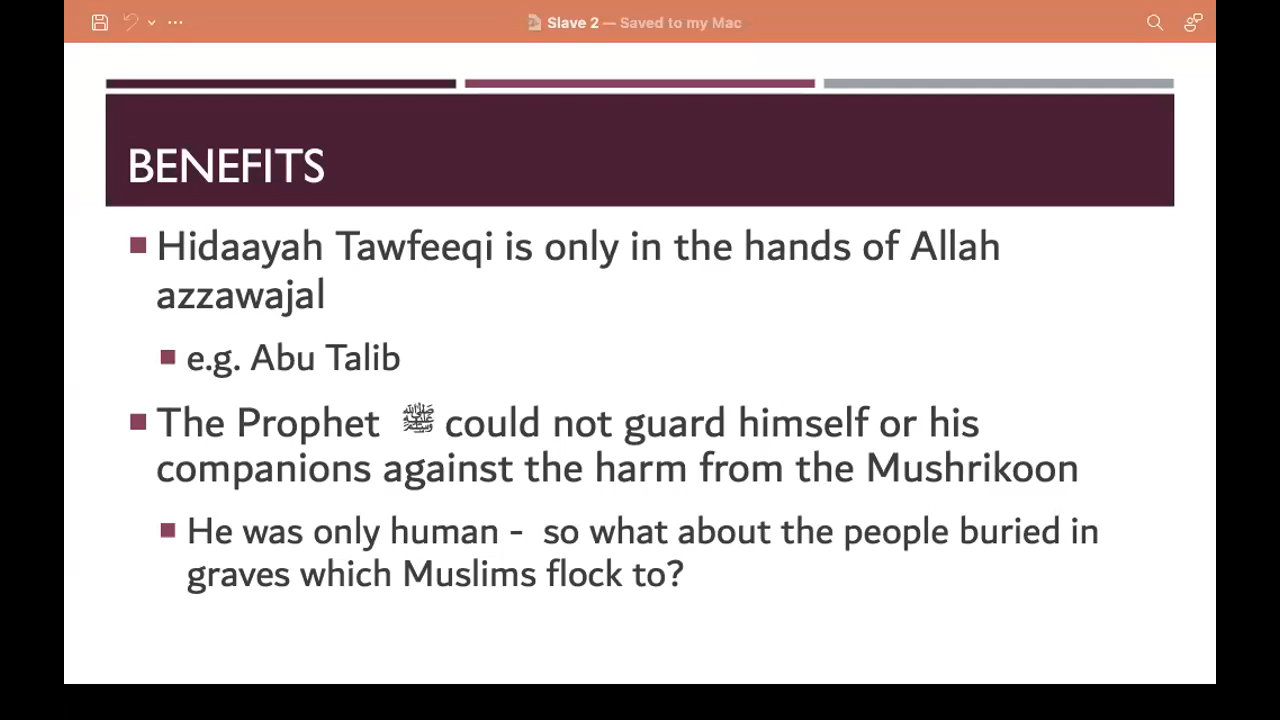 Slave 2 — Saved to my Mac
BENEFITS
Hidaayah Tawfeeqi is only in the hands of Allah
azzawajal
e.g. Abu Talib
The Prophet ﷺ could not guard himself or his
companions against the harm from the Mushrikoon
He was only human - so what about the people buried in
graves which Muslims flock to?